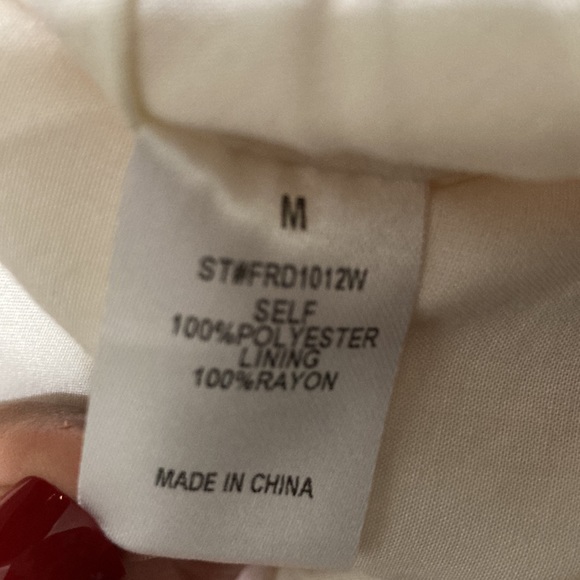 M
ST#FRD1012W
SELF
100%POLYESTER
LINING
100%RAYON
MADE IN CHINA